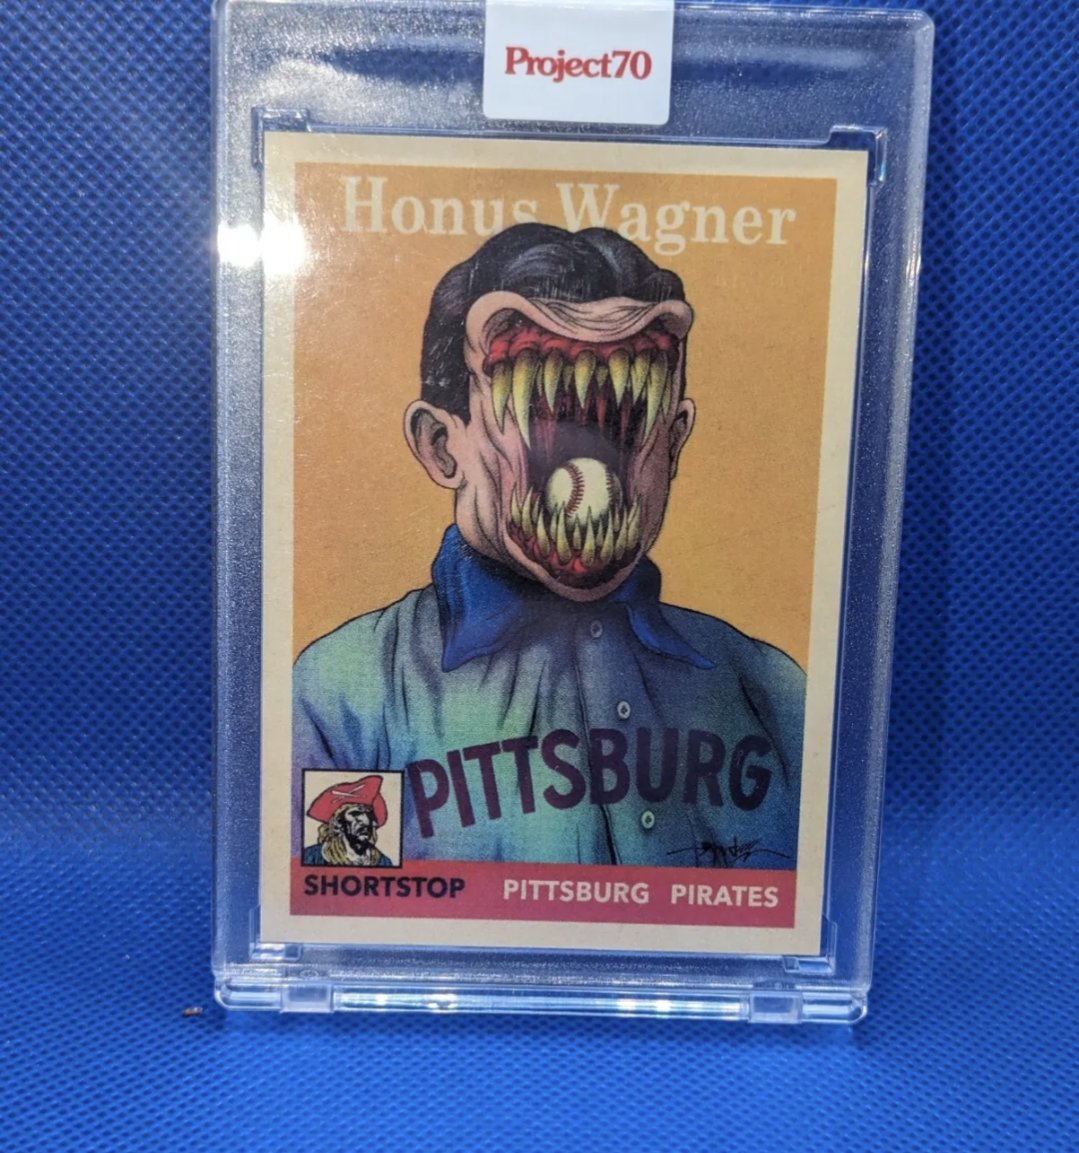 Project70
Honus Wagner
PITTSBURG
SHORTSTOP PITTSBURG PIRATES